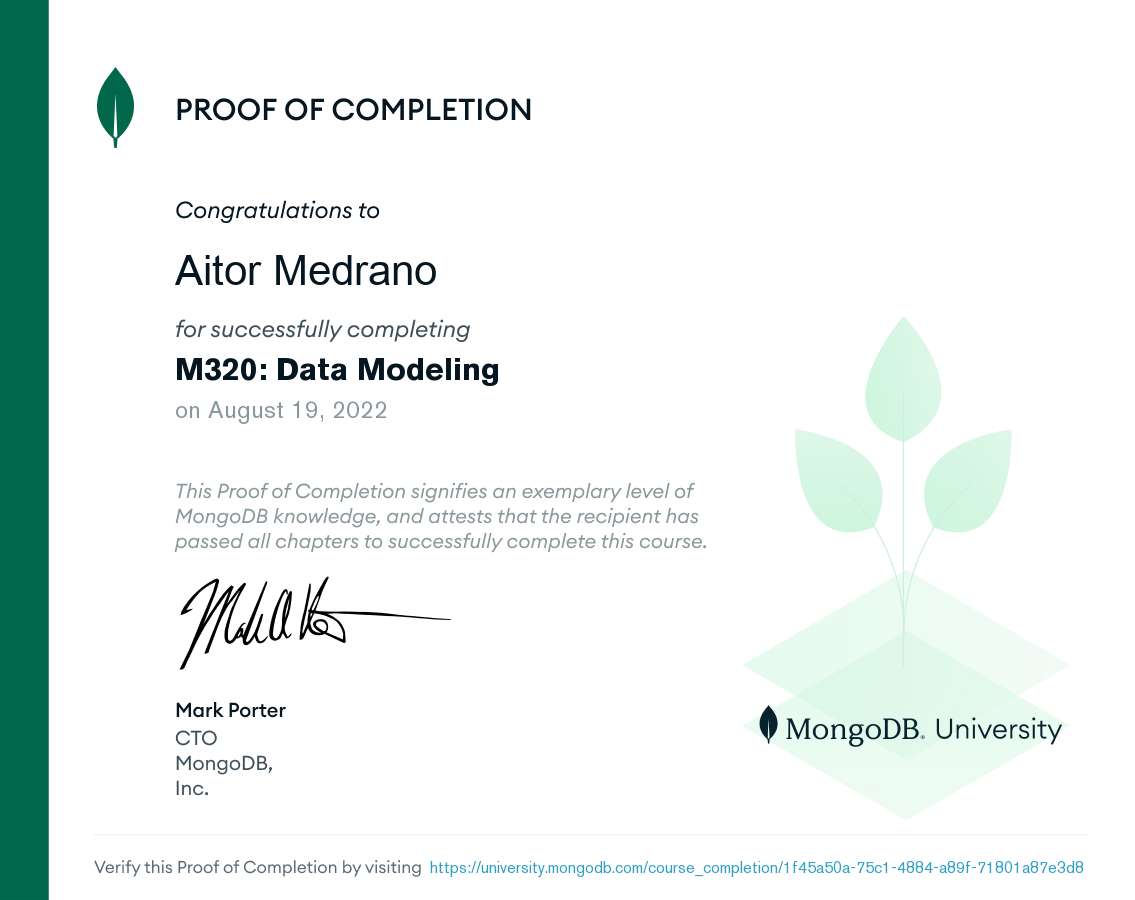 PROOF OF COMPLETION
Congratulations to
Aitor Medrano
for successfully completing
M320: Data Modeling
on August 19, 2022
This Proof of Completion signifies an exemplary level of
MongoDB knowledge, and attests that the recipient has
passed all chapters to successfully complete this course.
Mark Porter
CTO
MongoDB,
Inc.
MongoDB. University
Verify this Proof of Completion by visiting https://university.mongodb.com/course_completion/1f45a50a-75c1-4884-a89f-71801a87e3d8